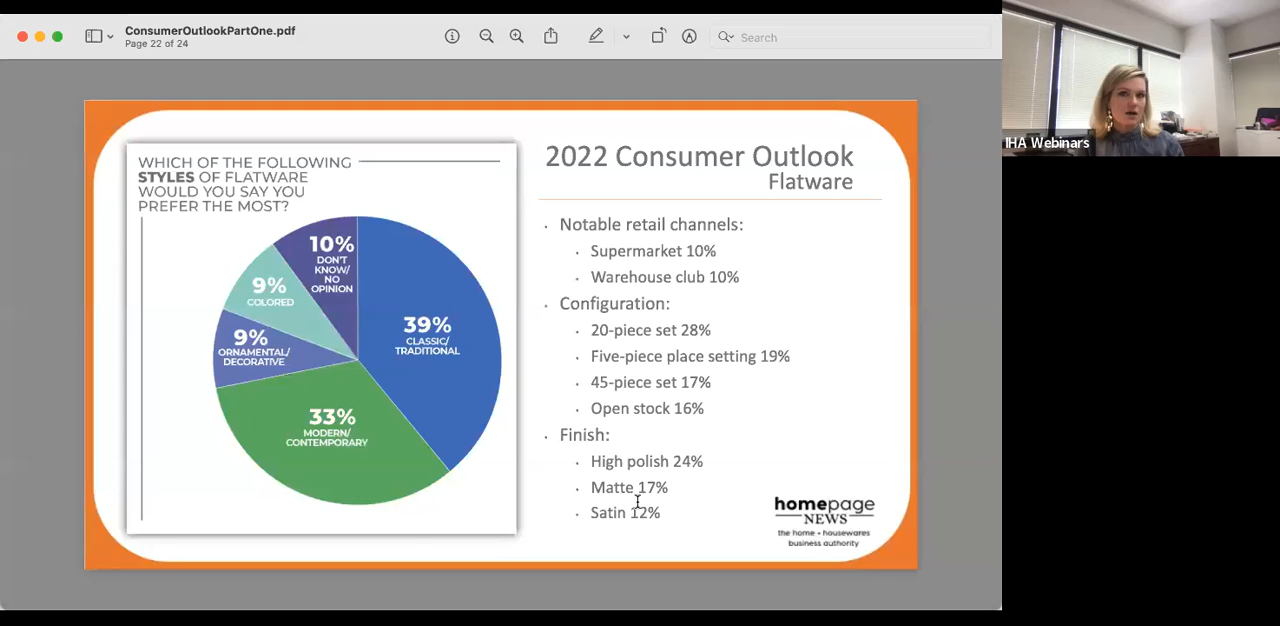 ConsumerOutlookPartOne.pdf
Page 22 of 24
Search
IHA Webinars
WHICH OF THE FOLLOWING
STYLES OF FLATWARE
WOULD YOU SAY YOU
PREFER THE MOST?
10%
DON'T
KNOW/
NO
OPINION
9%
COLORED
9%
ORNAMENTAL/
DECORATIVE
39%
CLASSIC/
TRADITIONAL
33%
MODERN/
CONTEMPORARY
2022 Consumer Outlook
Flatware
· Notable retail channels:
· Supermarket 10%
· Warehouse club 10%
· Configuration:
· 20-piece set 28%
· Five-piece place setting 19%
· 45-piece set 17%
· Open stock 16%
· Finish:
· High polish 24%
· Matte 17%
· Satin 12%
homepage
NEWS
the home + housewares
business authority